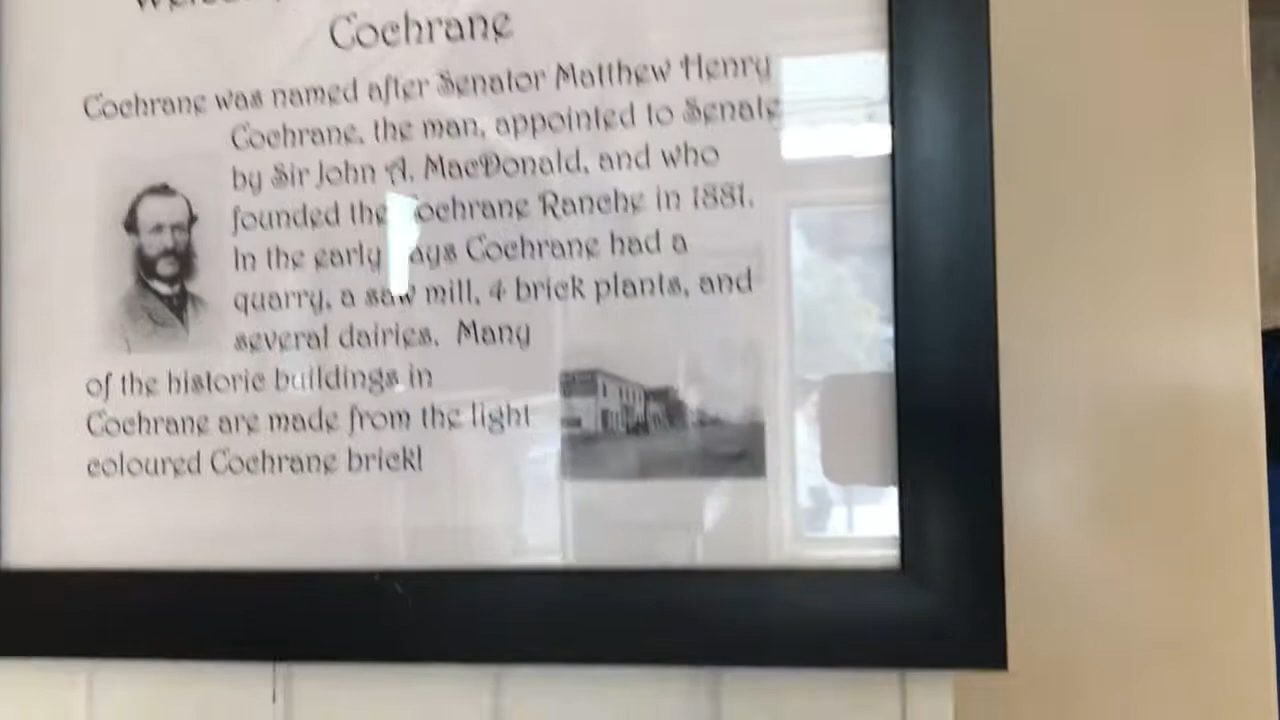 Cochrane
Cochrane was named after Senator Matthew Henry
Cochrane, the man, appointed to Senate
by Sir John A. MacDonald, and who
founded the ochrane Ranche in 1881.
In the early ays Cochrane had a
quarry, a saw mill, 4 brick plants, and
several dairies. Many
of the historic buildings in
Cochrane are made from the light
coloured Cochrane brick!